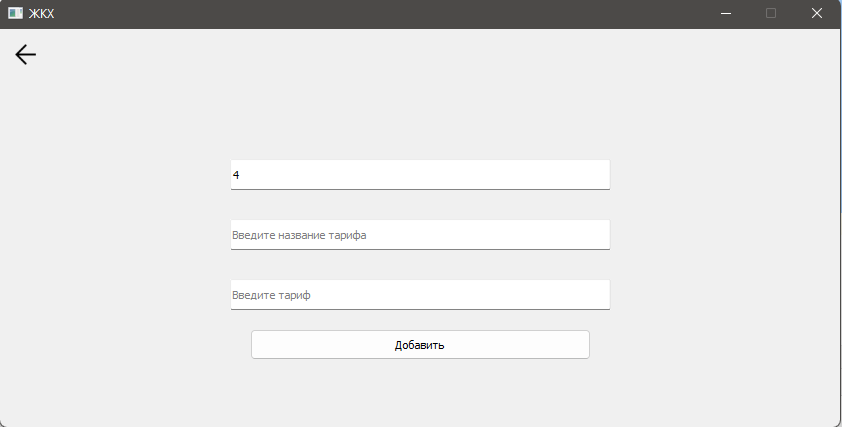 ЖКХ
4
Введите название тарифа
Введите тариф
Добавить